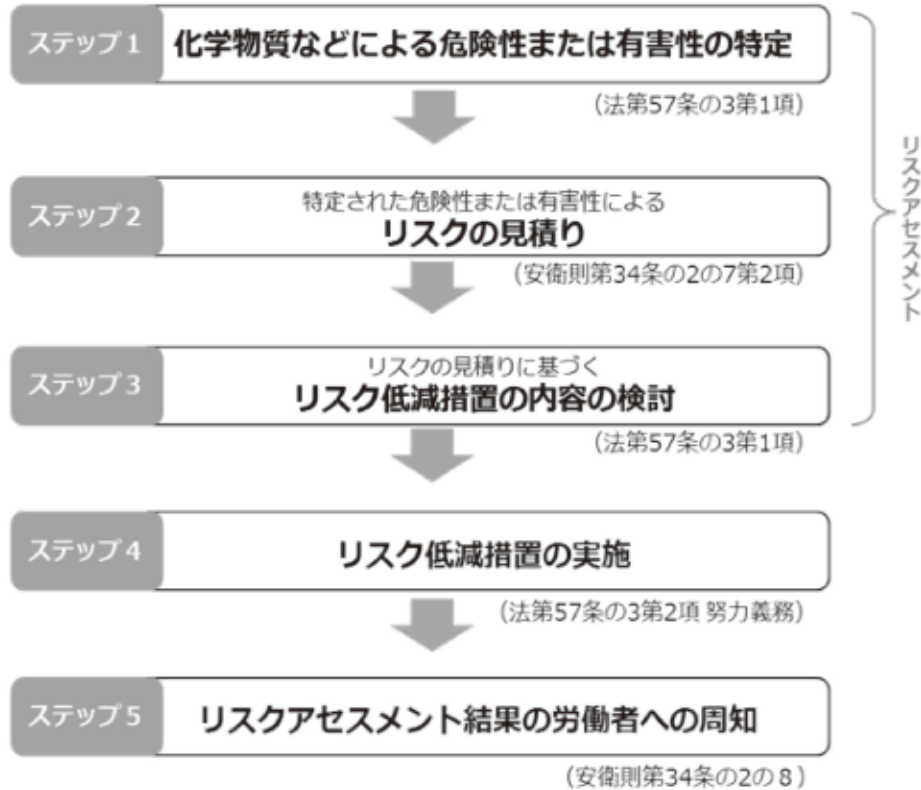 ステップ 1
化学物質などによる危険性または有害性の特定
(法第57条の3第1項)
ステップ 2
特定された危険性または有害性による
リスクの見積り
(安衛則第34条の2の7第2項)
ステップ 3
リスクの見積りに基づく
リスク低減措置の内容の検討
(法第57条の3第1項)
リスクアセスメント
ステップ 4
リスク低減措置の実施
(法第57条の3第2項 努力義務)
ステップ 5
リスクアセスメント結果の労働者への周知
(安衛則第34条の2の8)